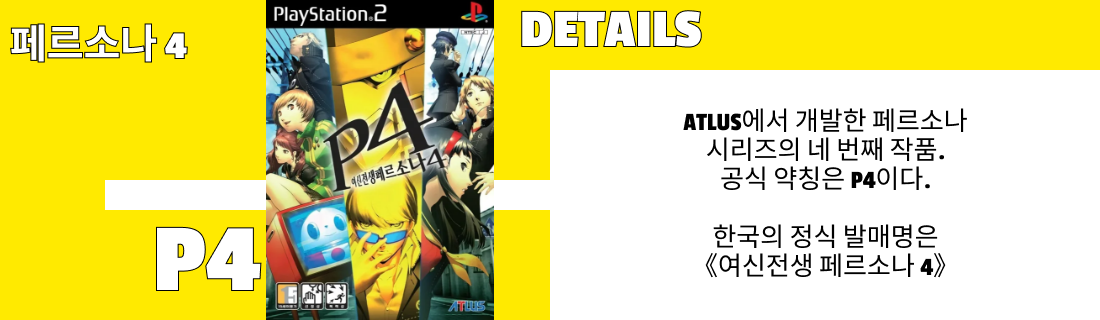 페르소나 4
P4
PlayStation®2
P4
여신전생페르소나4
15
ATLUS
DETAILS
ATLUS에서 개발한 페르소나
시리즈의 네 번째 작품.
공식 약칭은 P4이다.
한국의 정식 발매명은
《여신전생 페르소나 4》